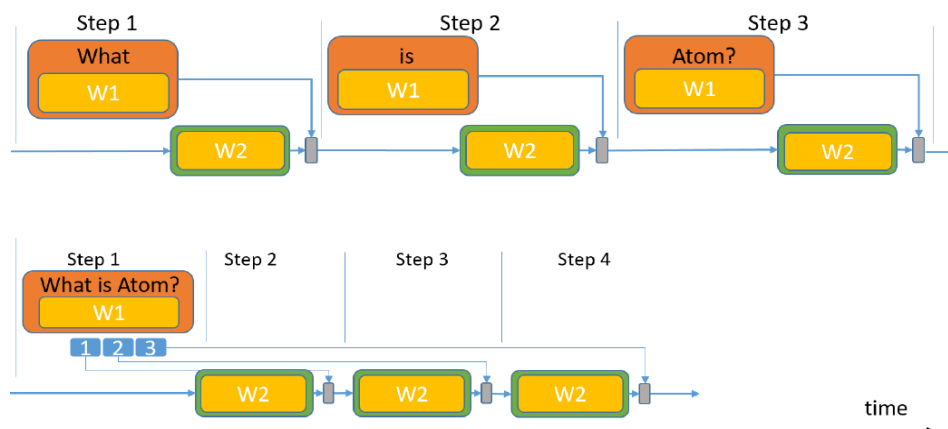 Step 1 Step 2 Step 3
What is Atom?
W1 W1 W1
W2 W2 W2
Step 1 Step 2 Step 3 Step 4
What is Atom?
W1
1 2 3
W2 W2 W2
time